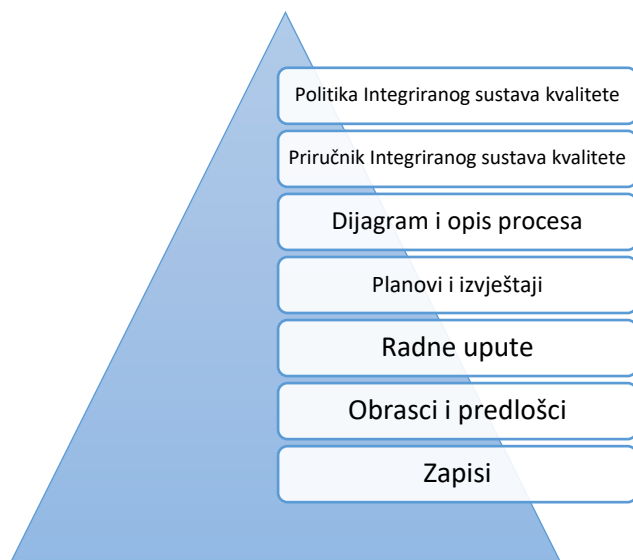 Politika Integriranog sustava kvalitete
Priručnik Integriranog sustava kvalitete
Dijagram i opis procesa
Planovi i izvještaji
Radne upute
Obrasci i predlošci
Zapisi